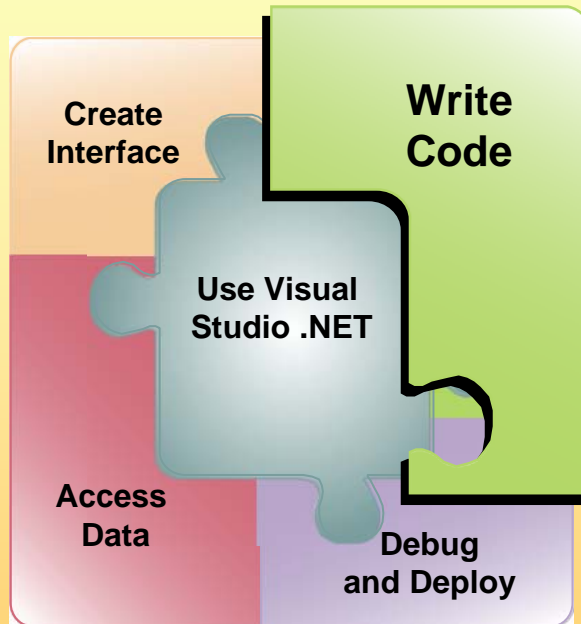 Create
Interface
Write
Code
Use Visual
Studio .NET
Access
Data
Debug
and Deploy